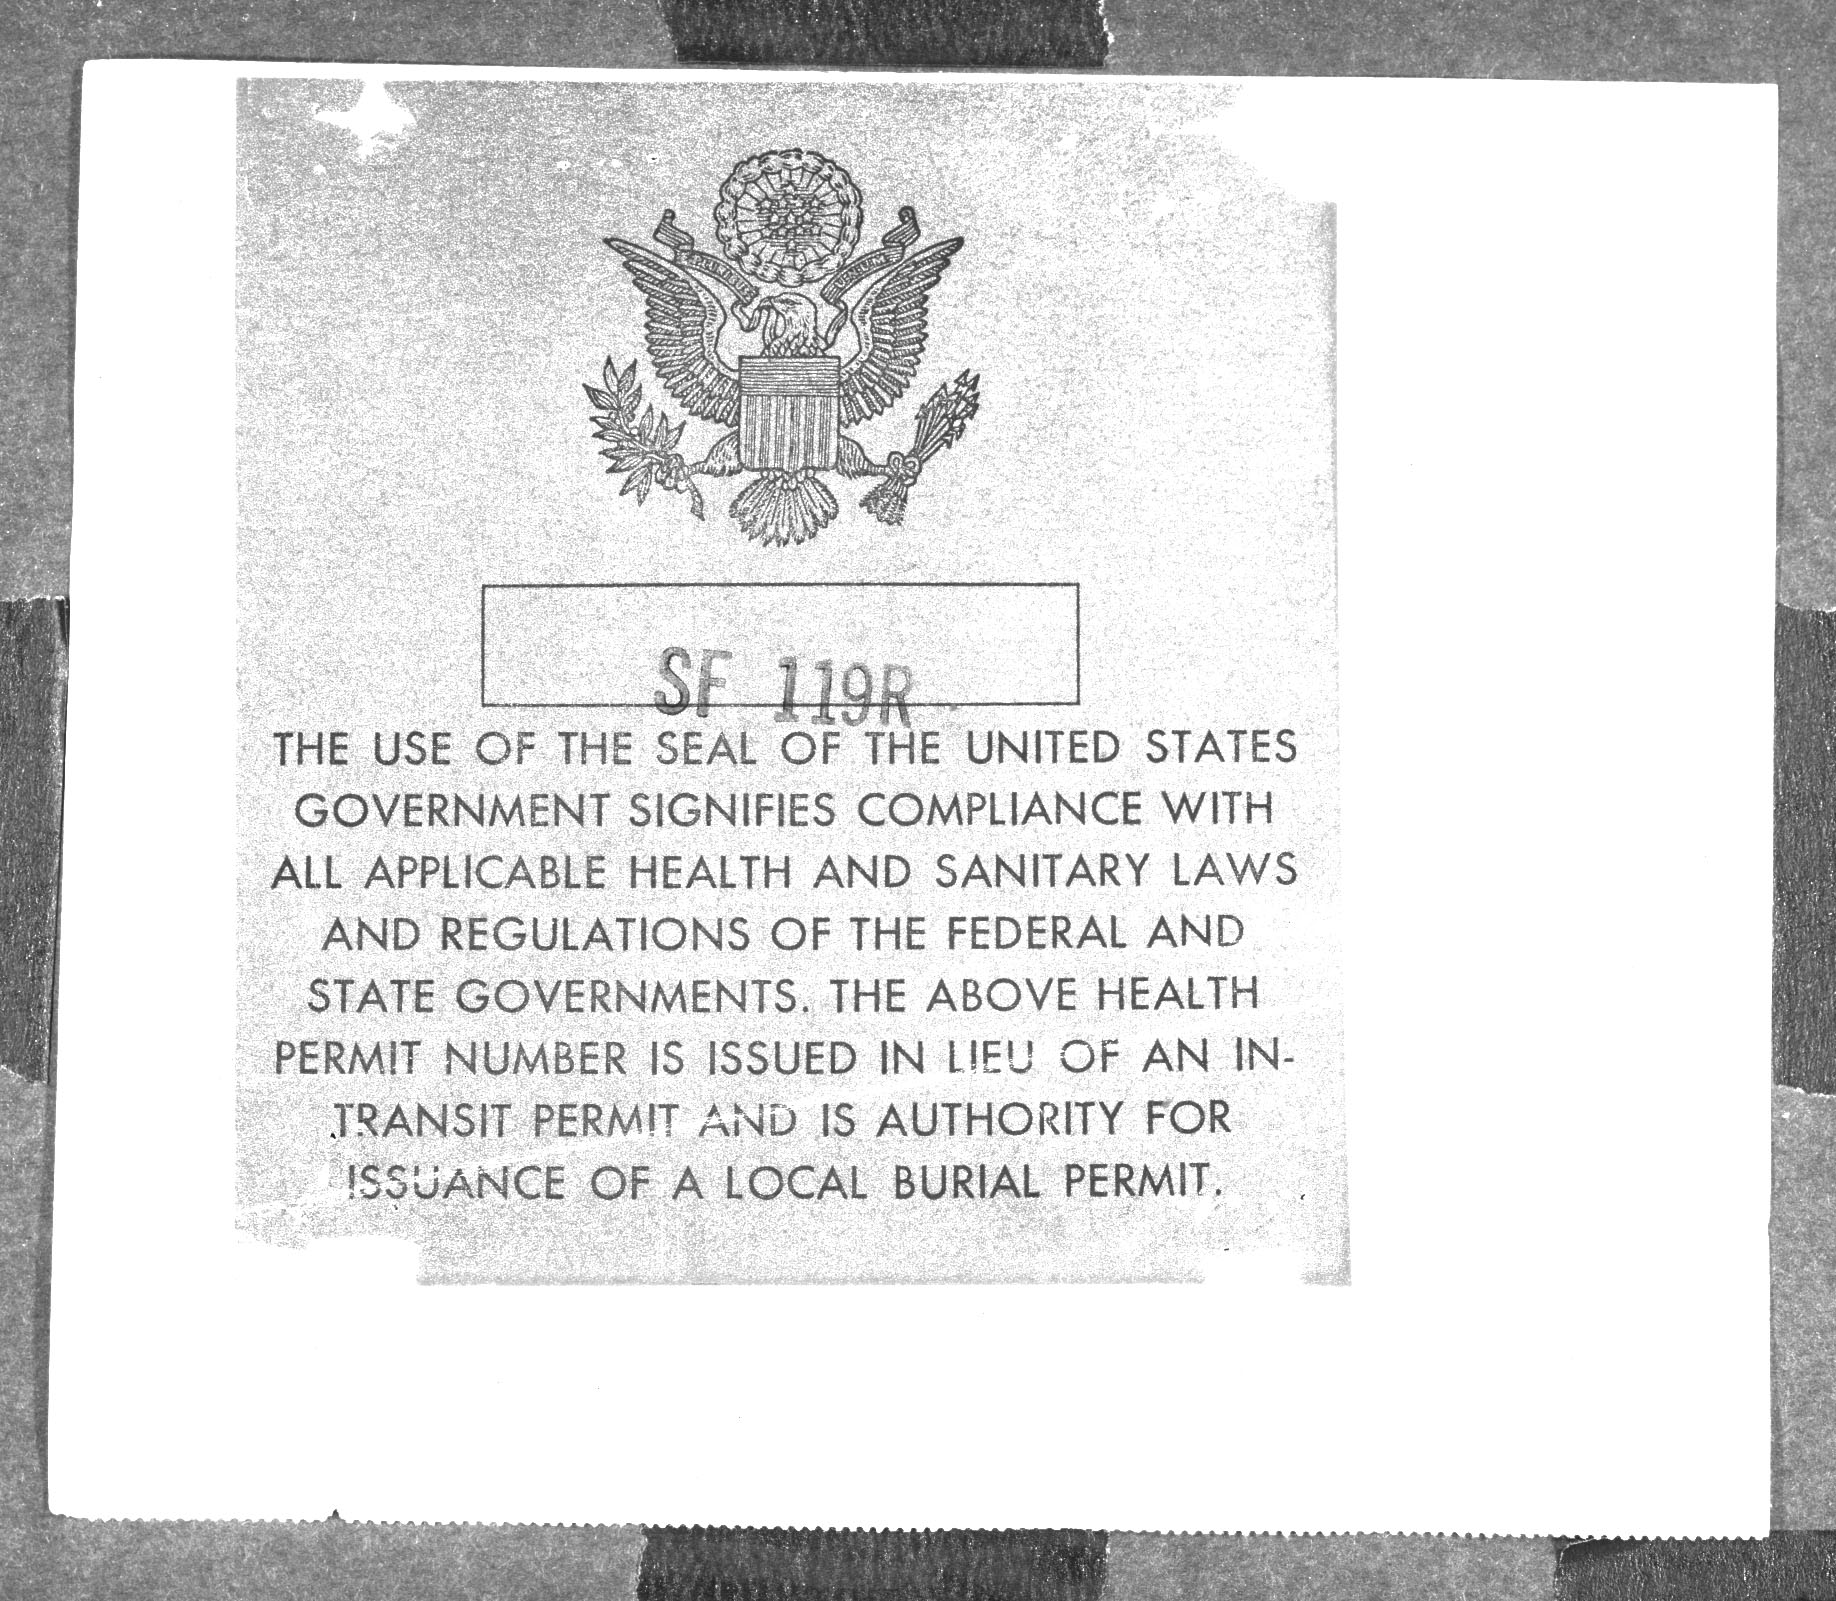 SF 119R
THE USE OF THE SEAL OF THE UNITED STATES
GOVERNMENT SIGNIFIES COMPLIANCE WITH
ALL APPLICABLE HEALTH AND SANITARY LAWS
AND REGULATIONS OF THE FEDERAL AND
STATE GOVERNMENTS. THE ABOVE HEALTH
PERMIT NUMBER IS ISSUED IN LIEU OF AN IN-
TRANSIT PERMIT AND IS AUTHORITY FOR
ISSUANCE OF A LOCAL BURIAL PERMIT.